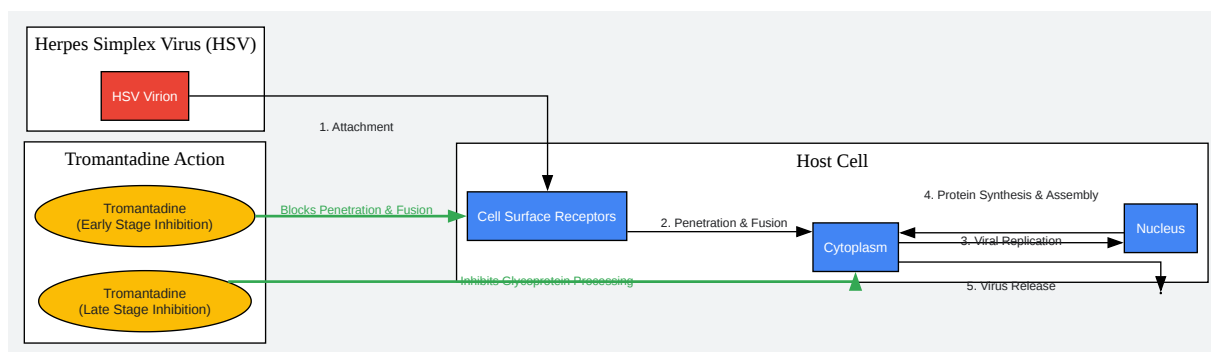 Herpes Simplex Virus (HSV)
HSV Virion
1. Attachment
Tromantadine Action
Tromantadine
(Early Stage Inhibition)
Blocks Penetration & Fusion
Tromantadine
(Late Stage Inhibition)
Inhibits Glycoprotein Processing
Host Cell
Cell Surface Receptors
2. Penetration & Fusion
Cytoplasm
4. Protein Synthesis & Assembly
3. Viral Replication
Nucleus
5. Virus Release